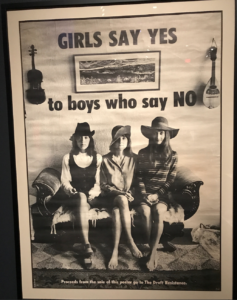 GIRLS SAY YES
to boys who say NO
Proceeds from the sale of this poster go to The Draft Resistance.